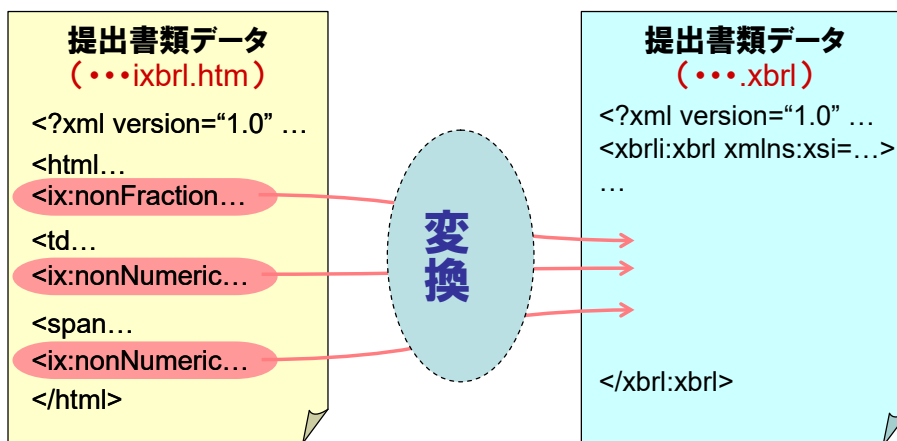 提出書類データ
(・・・ixbrl.htm)
<?xml version=“1.0” …
<html…
<ix:nonFraction…
<td…
<ix:nonNumeric…
<span…
<ix:nonNumeric…
</html>
変換
提出書類データ
(・・・.xbrl)
<?xml version=“1.0” …
<xbrli:xbrl xmlns:xsi=…>
…
</xbrl:xbrl>